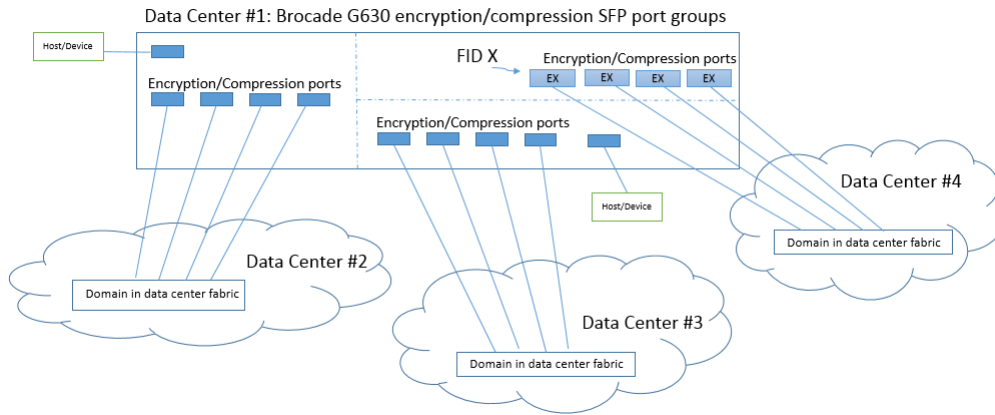 Data Center #1: Brocade G630 encryption/compression SFP port groups
Host/Device
FID X
Encryption/Compression ports
EX
EX
EX
EX
Encryption/Compression ports
Encryption/Compression ports
Host/Device
Data Center #4
Domain in data center fabric
Data Center #2
Domain in data center fabric
Data Center #3
Domain in data center fabric